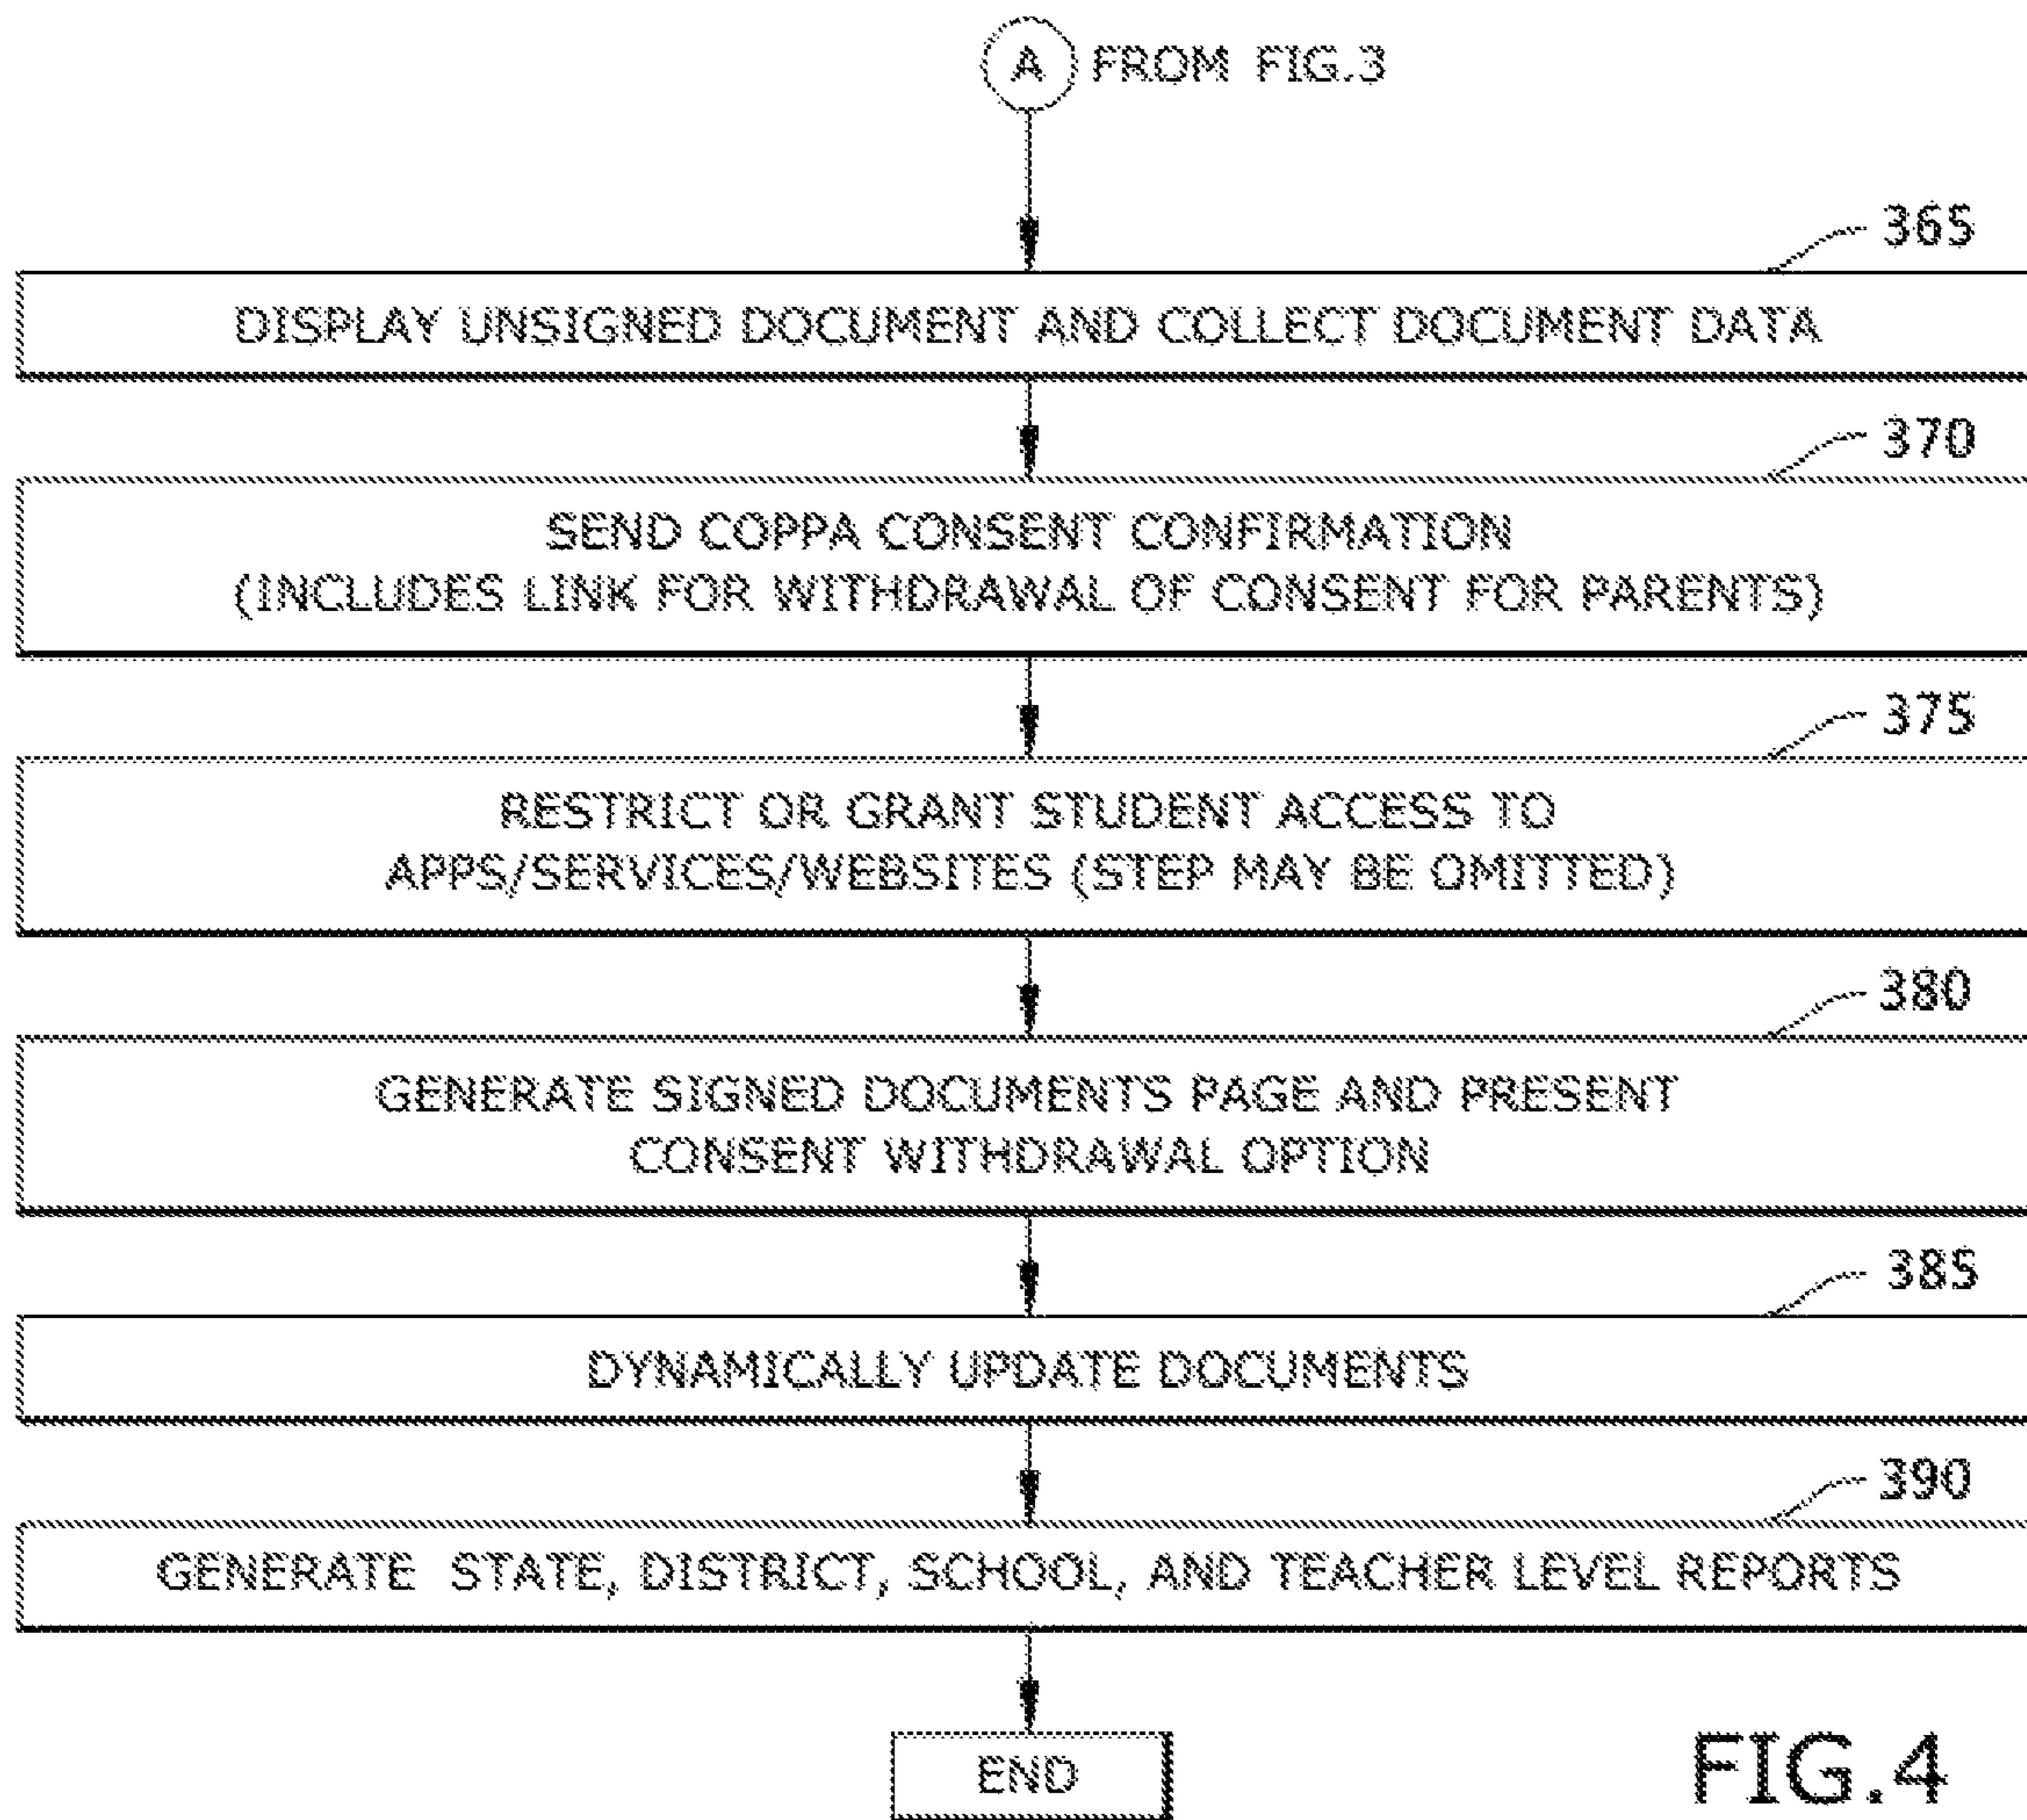 A FROM FIG.3
365
DISPLAY UNSIGNED DOCUMENT AND COLLECT DOCUMENT DATA
370
SEND COPPA CONSENT CONFIRMATION
(INCLUDES LINK FOR WITHDRAWAL OF CONSENT FOR PARENTS)
375
RESTRICT OR GRANT STUDENT ACCESS TO
APPS/SERVICES/WEBSITES (STEP MAY BE OMITTED)
380
GENERATE SIGNED DOCUMENTS PAGE AND PRESENT
CONSENT WITHDRAWAL OPTION
385
DYNAMICALLY UPDATE DOCUMENTS
390
GENERATE STATE, DISTRICT, SCHOOL, AND TEACHER LEVEL REPORTS
END
FIG.4